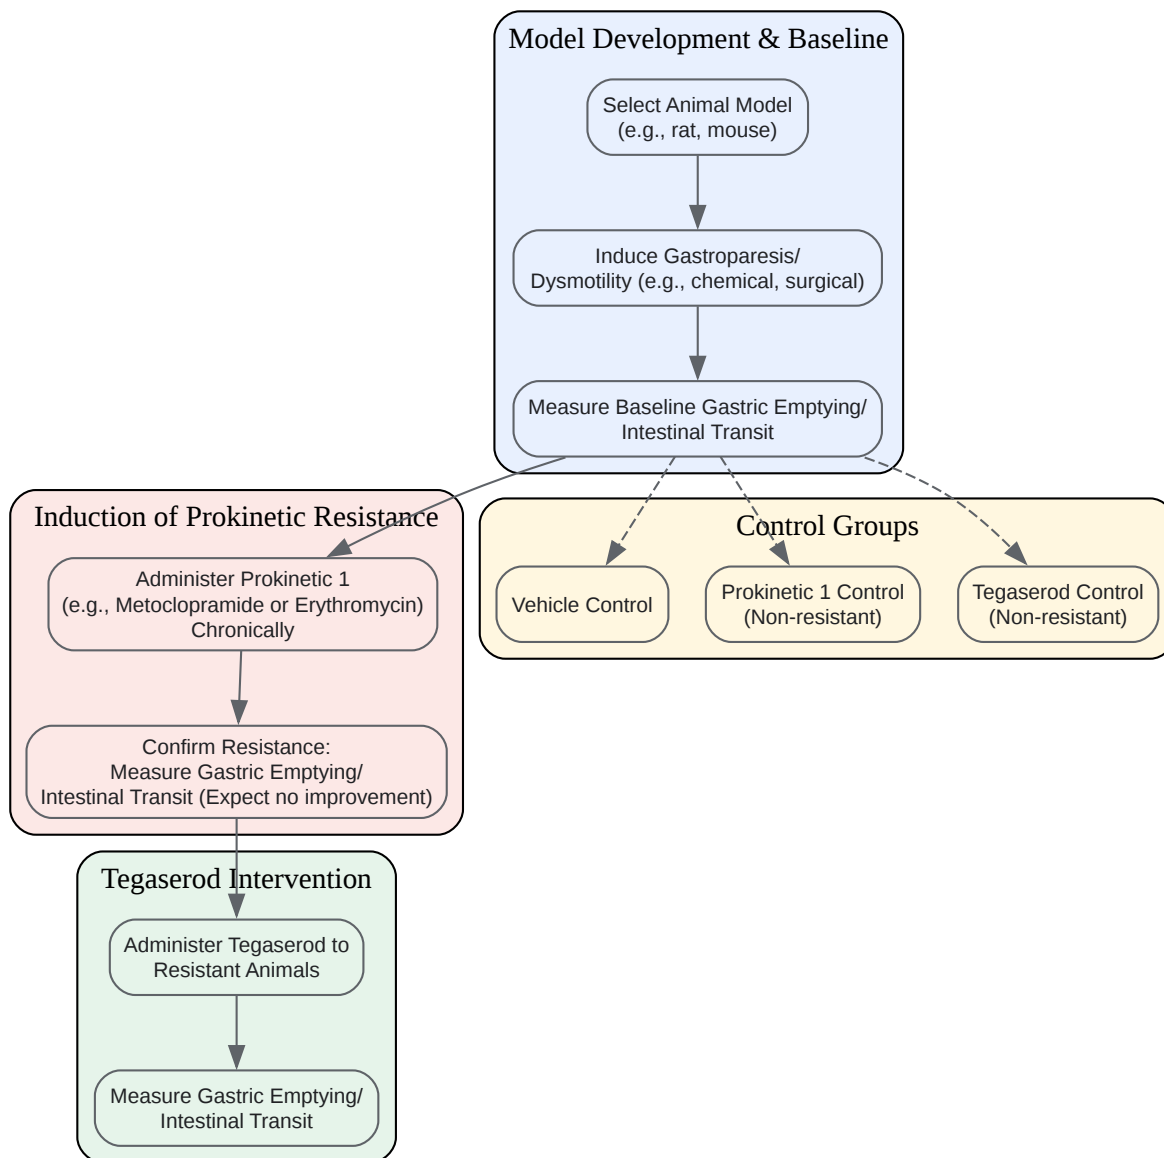 Model Development & Baseline
Select Animal Model
(e.g., rat, mouse)
Induce Gastroparesis/
Dysmotility (e.g., chemical, surgical)
Measure Baseline Gastric Emptying/
Intestinal Transit
Induction of Prokinetic Resistance
Administer Prokinetic 1
(e.g., Metoclopramide or Erythromycin)
Chronically
Confirm Resistance:
Measure Gastric Emptying/
Intestinal Transit (Expect no improvement)
Control Groups
Vehicle Control
Prokinetic 1 Control
(Non-resistant)
Tegaserod Control
(Non-resistant)
Tegaserod Intervention
Administer Tegaserod to
Resistant Animals
Measure Gastric Emptying/
Intestinal Transit